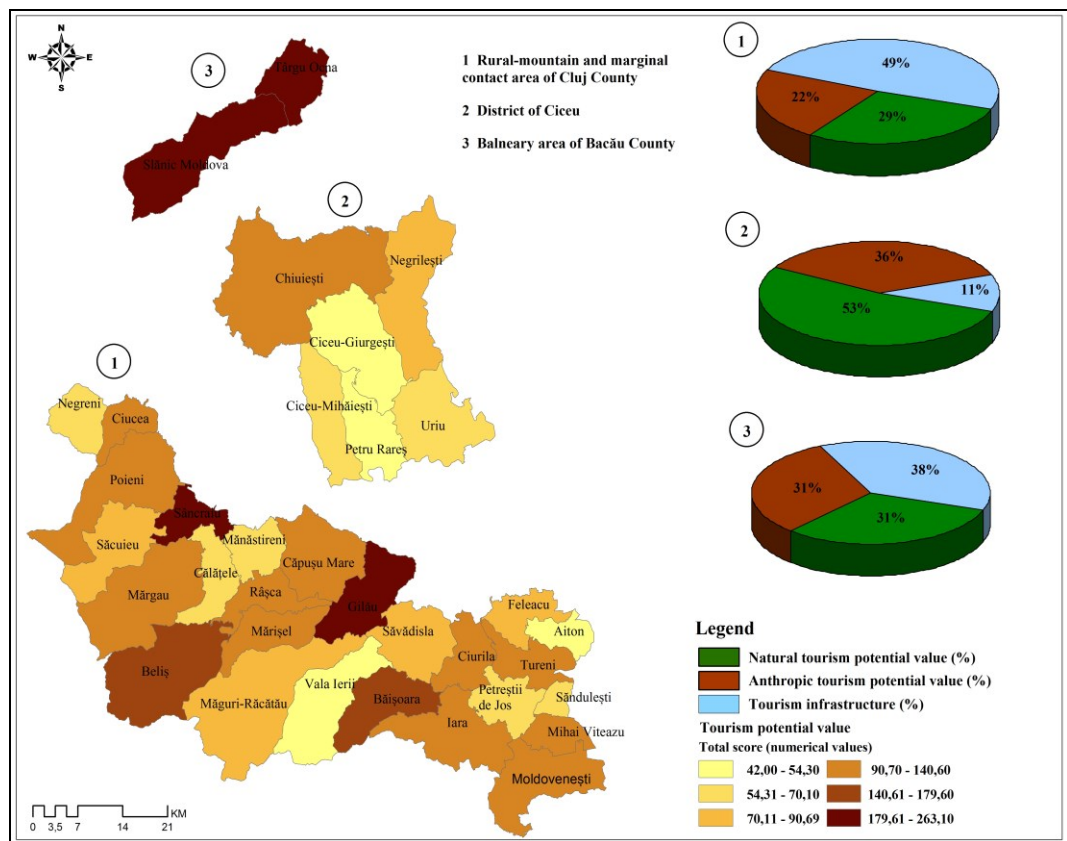 N
W E
S
3
Târgu Ocna
Slănic Moldova
1 Rural-mountain and marginal
contact area of Cluj County
2 District of Ciceu
3 Balneary area of Bacău County
1
49%
22%
29%
2
36%
11%
53%
3
38%
31%
31%
2
Negrilești
Chiuiești
Ciceu-Giurgești
Ciceu-Mihăiești
Uriu
Petru Rareș
1
Negreni
Ciucea
Poieni
Sâncraiu
Mănăstireni
Săcuieu
Călățele
Căpușu Mare
Mărgau
Râșca
Gilău
Mărișel
Săvădisla
Feleacu
Aiton
Beliș
Ciurila
Tureni
Măguri-Răcătău
Vala Ierii
Băișoara
Petreștii
de Jos
Săndulești
Iara
Mihai Viteazu
Moldovenești
KM
0 3,5 7 14 21
Legend
Natural tourism potential value (%)
Anthropic tourism potential value (%)
Tourism infrastructure (%)
Tourism potential value
Total score (numerical values)
42,00 - 54,30 90,70 - 140,60
54,31 - 70,10 140,61 - 179,60
70,11 - 90,69 179,61 - 263,10